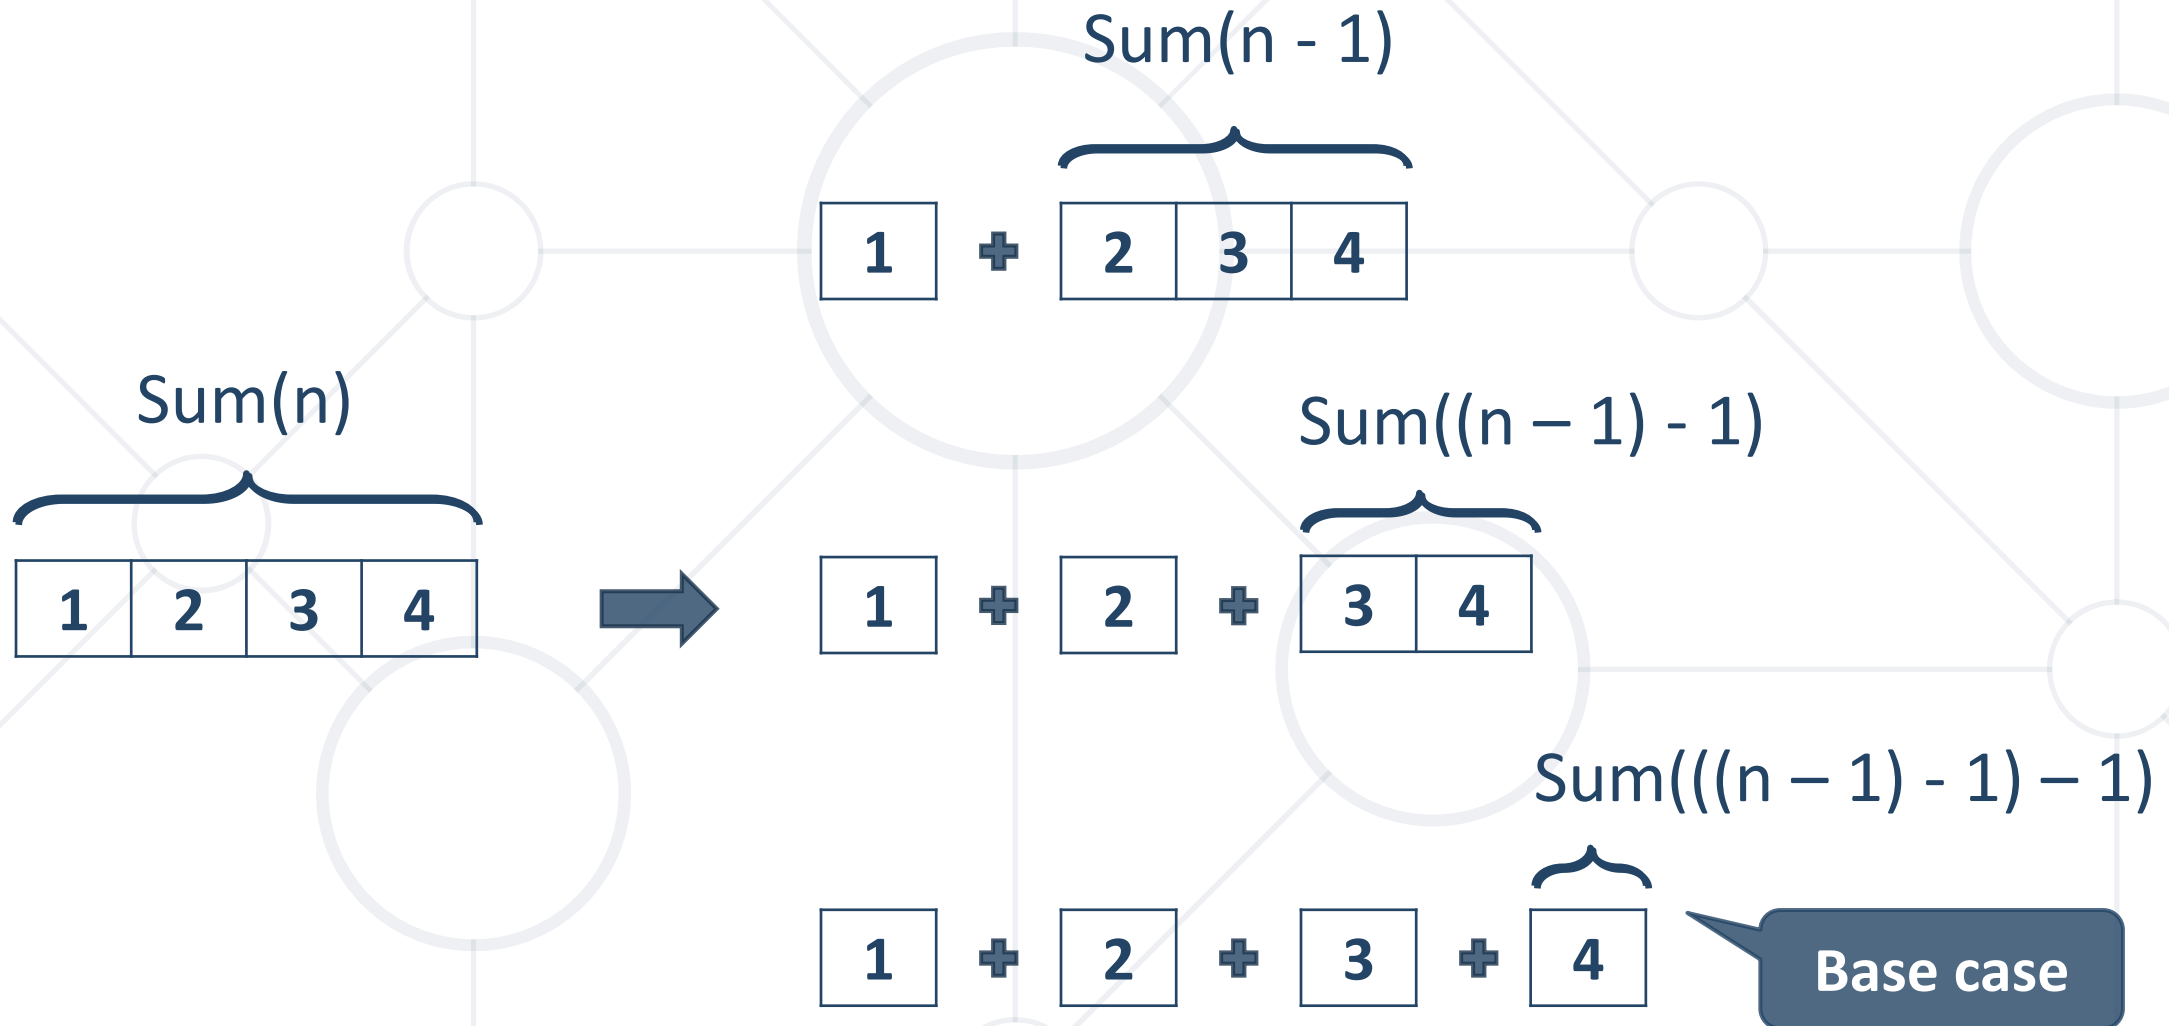 Sum(n - 1)
1 + 2 3 4
Sum(n)
1 2 3 4
Sum((n – 1) - 1)
1 + 2 + 3 4
Sum(((n – 1) - 1) – 1)
1 + 2 + 3 + 4
Base case